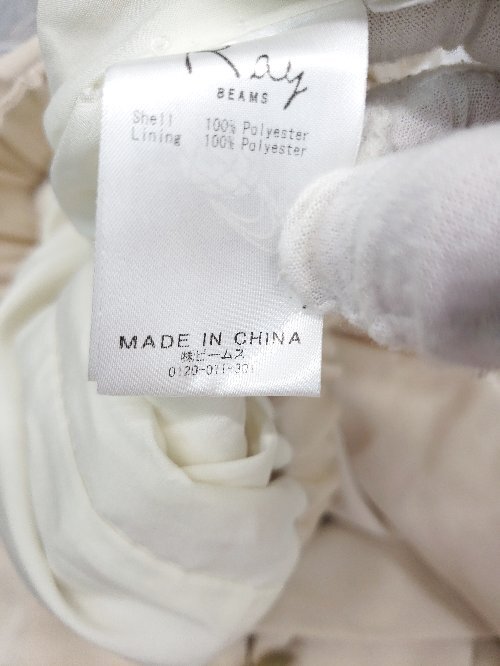 Ray
BEAMS
Shell 100% Polyester
Lining 100% Polyester
MADE IN CHINA
㈱ビームス
0120-011-301